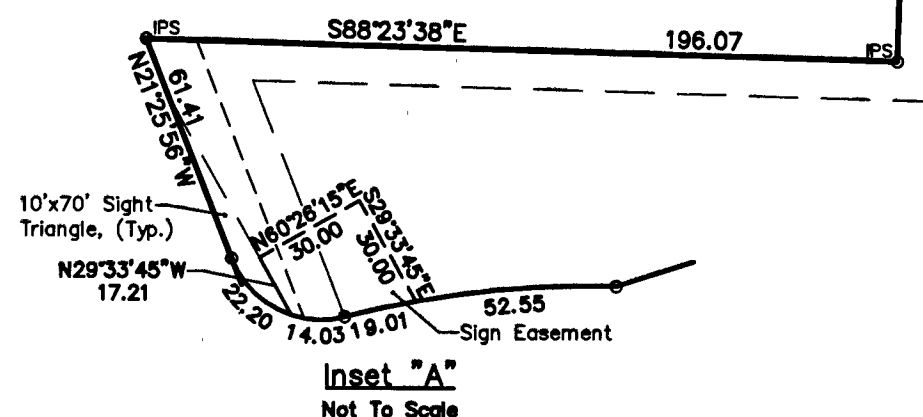 IPS
S88°23'38"E
196.07
IPS
N21°25'56"W
61.41
10'x70' Sight
Triangle, (Typ.)
N60°26'15"E
30.00
S29°33'45"E
30.00
N29°33'45"W
17.21
22.20
14.03
19.01
52.55
Sign Easement
Inset "A"
Not To Scale